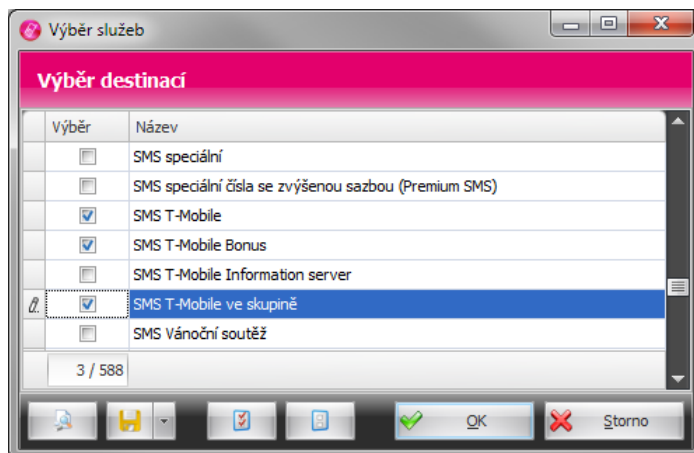 Výběr služeb
Výběr destinací
Výběr Název
SMS speciální
SMS speciální čísla se zvýšenou sazbou (Premium SMS)
SMS T-Mobile
SMS T-Mobile Bonus
SMS T-Mobile Information server
SMS T-Mobile ve skupině
SMS Vánoční soutěž
3 / 588
OK Storno